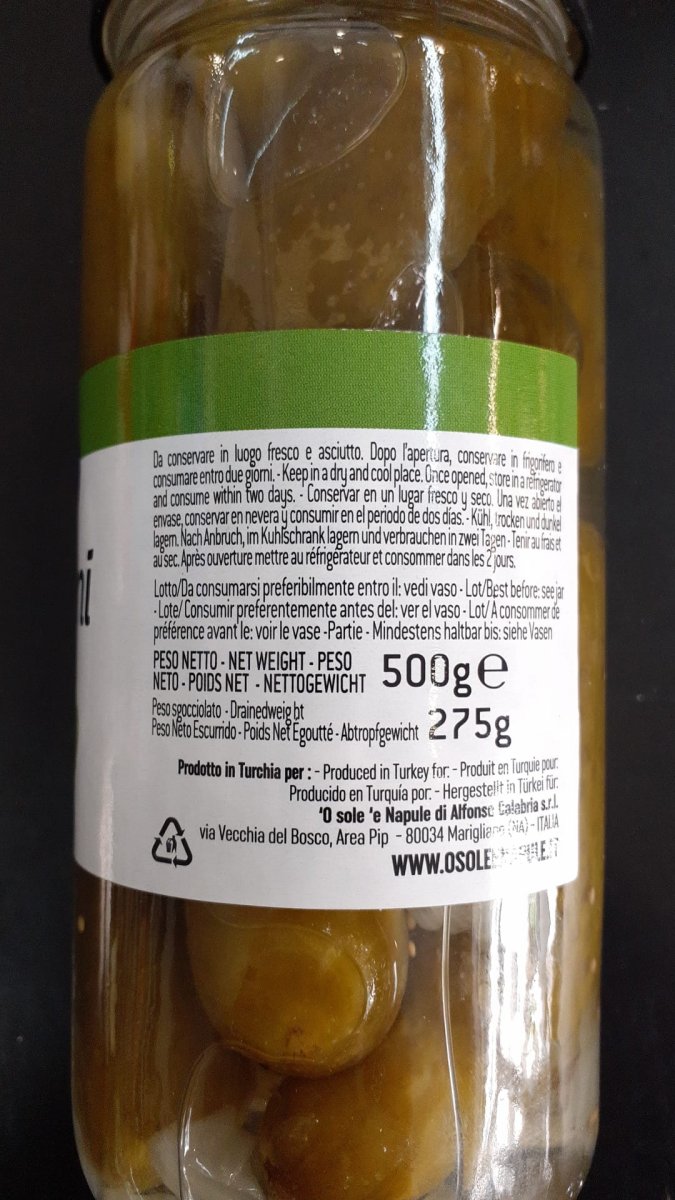 Da conservare in luogo fresco e asciutto. Dopo l'apertura, conservare in frigorifero e
consumare entro due giorni. - Keep in a dry and cool place. Once opened, store in a refrigerator
and consume within two days. - Conservar en un lugar fresco y seco. Una vez abierto el
envase, conservar en nevera y consumir en el periodo de dos días. - Kühl, trocken und dunkel
lagern. Nach Anbruch, im Kuhlschrank lagern und verbrauchen in zwei Tagen - Tenir au frais et
au sec. Après ouverture mettre au réfrigérateur et consommer dans les 2 jours.
Lotto/Da consumarsi preferibilmente entro il: vedi vaso - Lot/Best before: see jar
- Lote/ Consumir preferentemente antes del: ver el vaso - Lot/ A consommer de
préférence avant le: voir le vase - Partie - Mindestens haltbar bis: siehe Vasen
PESO NETTO - NET WEIGHT - PESO
NETO - POIDS NET - NETTOGEWICHT 500g e
Peso sgocciolato - Drainedweig bt
Peso Neto Escurrido - Poids Net Egoutté - Abtropfgewicht 275g
Prodotto in Turchia per : - Produced in Turkey for: - Produit en Turquie pour:
Producido en Turquía por: - Hergestellt in Türkei für:
'O sole 'e Napule di Alfonso Calabria s.r.l.
via Vecchia del Bosco, Area Pip - 80034 Marigliano (NA) - ITALIA
ni